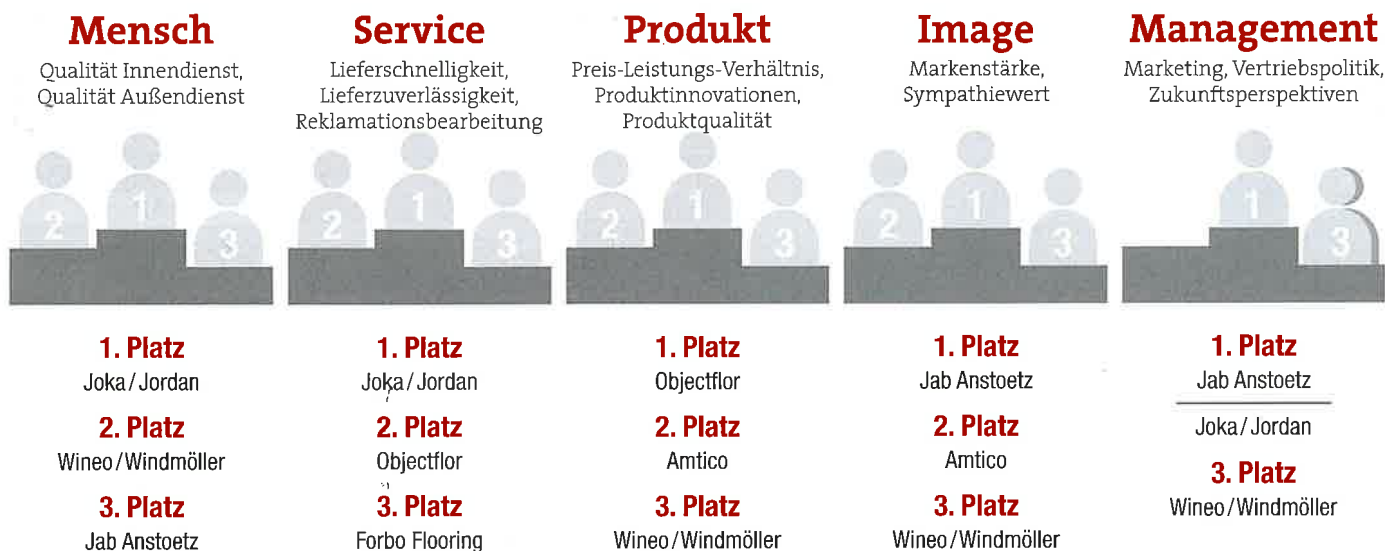 Mensch
Qualität Innendienst,
Qualität Außendienst
2
1
3
1. Platz
Joka/Jordan
2. Platz
Wineo/Windmöller
3. Platz
Jab Anstoetz
Service
Lieferschnelligkeit,
Lieferzuverlässigkeit,
Reklamationsbearbeitung
2
1
3
1. Platz
Joka/Jordan
2. Platz
Objectflor
3. Platz
Forbo Flooring
Produkt
Preis-Leistungs-Verhältnis,
Produktinnovationen,
Produktqualität
2
1
3
1. Platz
Objectflor
2. Platz
Amtico
3. Platz
Wineo/Windmöller
Image
Markenstärke,
Sympathiewert
2
1
3
1. Platz
Jab Anstoetz
2. Platz
Amtico
3. Platz
Wineo/Windmöller
Management
Marketing, Vertriebspolitik,
Zukunftsperspektiven
1
3
1. Platz
Jab Anstoetz
Joka/Jordan
3. Platz
Wineo/Windmöller